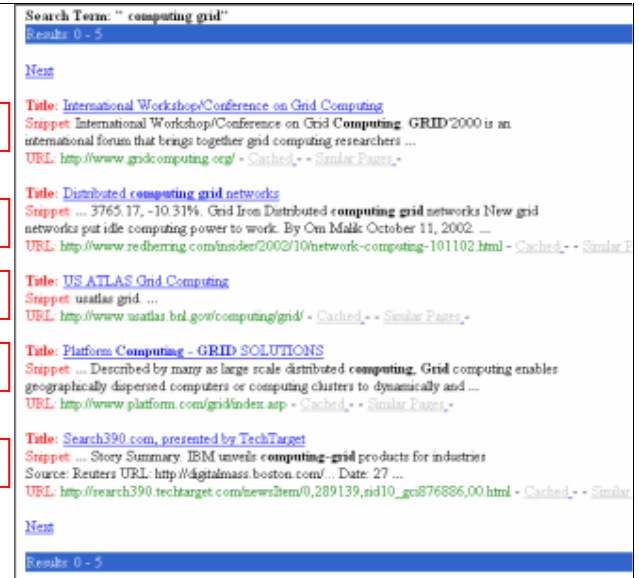 Search Term: " computing grid"
Results: 0 - 5
Next
Title: International Workshop/Conference on Grid Computing
Snippet: International Workshop/Conference on Grid Computing. GRID'2000 is an
international forum that brings together grid computing researchers ...
URL: http://www.gridcomputing.org/ - Cached - - Similar Pages -
Title: Distributed computing grid networks
Snippet: ... 3765.17, -10.31%. Grid Iron Distributed computing grid networks New grid
networks put idle computing power to work. By Om Malik October 11, 2002. ...
URL: http://www.redherring.com/insider/2002/10/network-computing-101102.html - Cached - - Similar P
Title: US ATLAS Grid Computing
Snippet: usatlas grid. ...
URL: http://www.usatlas.bnl.gov/computing/grid/ - Cached - - Similar Pages -
Title: Platform Computing - GRID SOLUTIONS
Snippet: ... Described by many as large scale distributed computing, Grid computing enables
geographically dispersed computers or computing clusters to dynamically and ...
URL: http://www.platform.com/grid/index.asp - Cached - - Similar Pages -
Title: Search390.com, presented by TechTarget
Snippet: ... Story Summary. IBM unveils computing-grid products for industries
Source: Reuters URL: http://digitalmass.boston.com/... Date: 27 ...
URL: http://search390.techtarget.com/newsItem/0,289139,sid10_gci876886,00.html - Cached - - Similar
Next
Results: 0 - 5